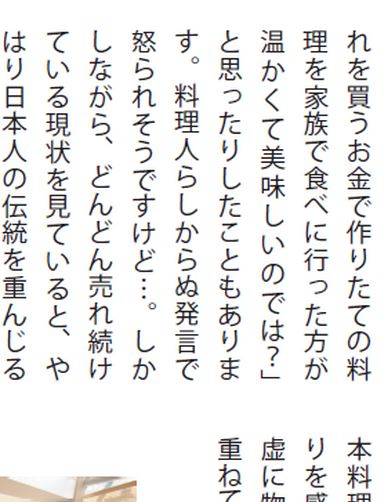 れを買うお金で作りたての料
理を家族で食べに行った方が
温かくて美味しいのでは？」
と思ったりしたこともありま
す。料理人らしからぬ発言で
怒られそうですけど…。しか
しながら、どんどん売れ続け
ている現状を見ていると、や
はり日本人の伝統を重んじる
本料理
りを感
虚に物
重ねて